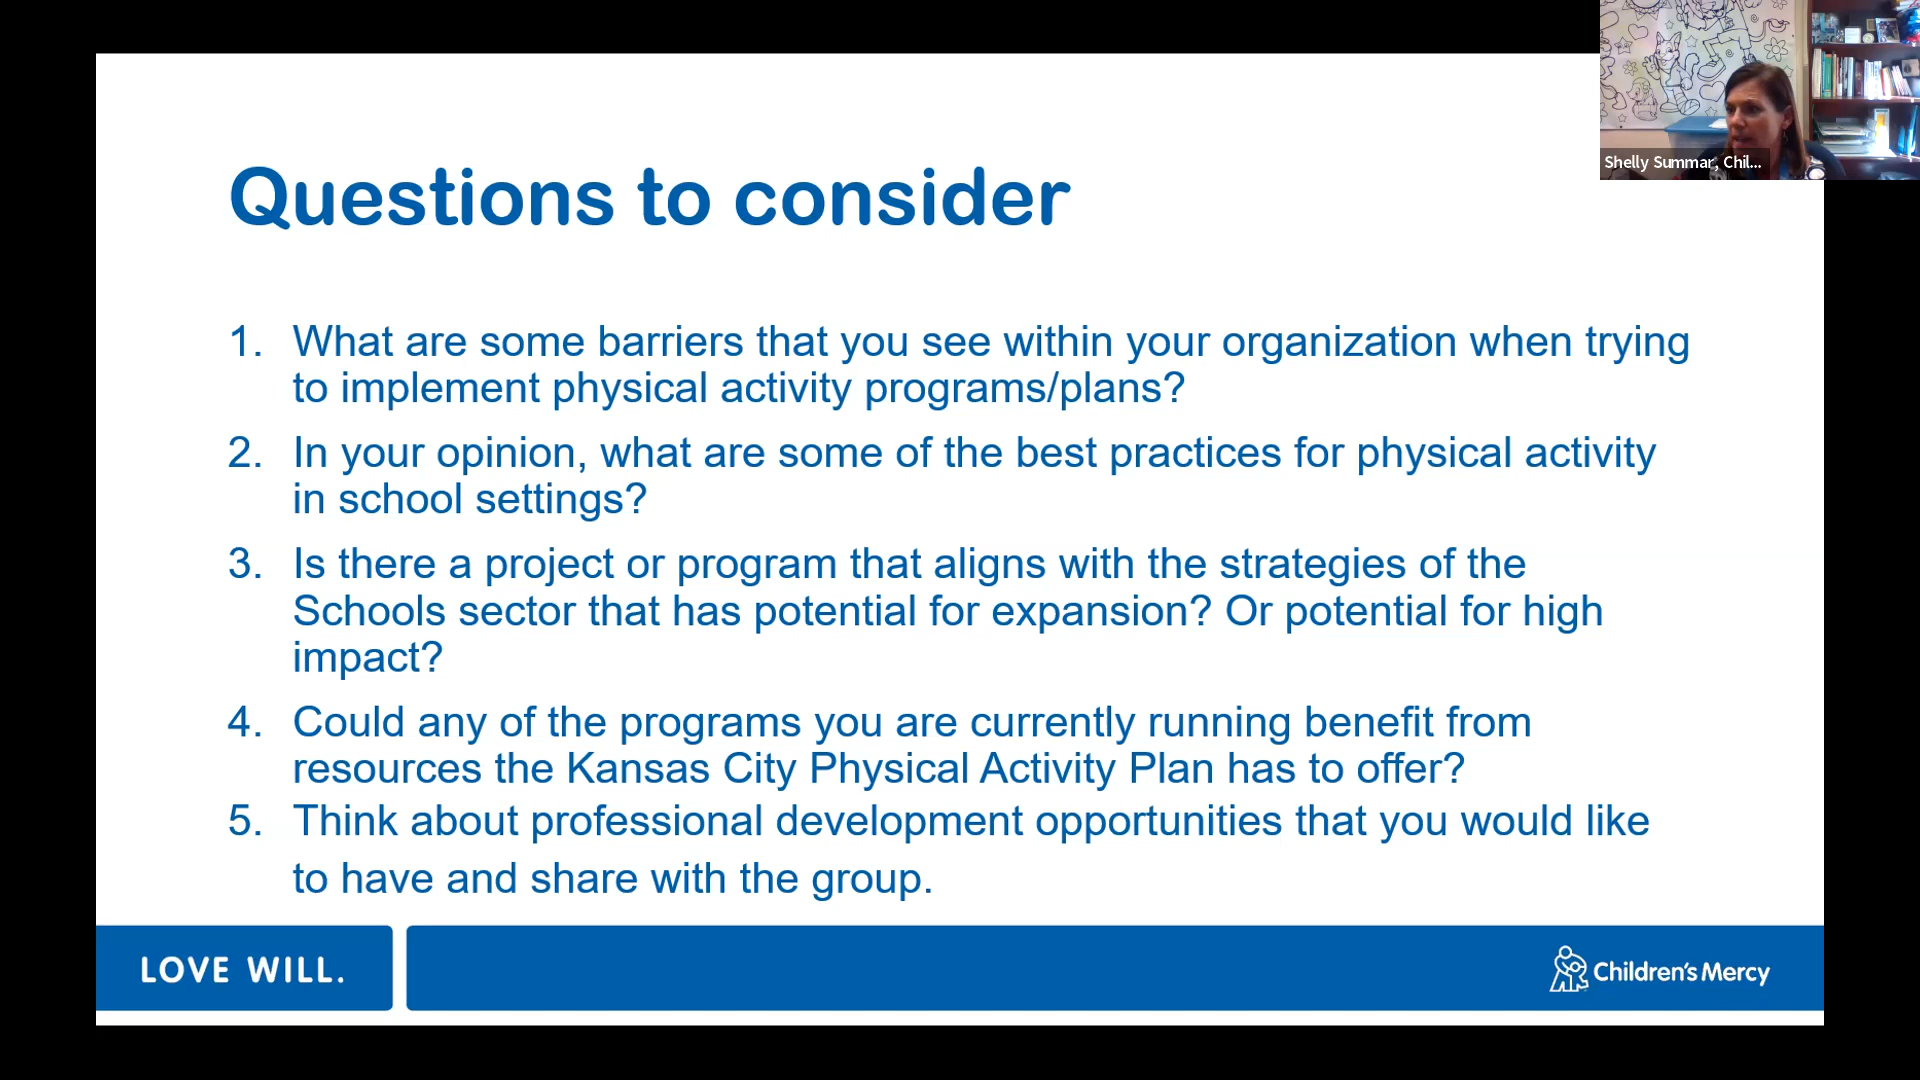 Shelly Summar, Chil...
Questions to consider
1. What are some barriers that you see within your organization when trying
to implement physical activity programs/plans?
2. In your opinion, what are some of the best practices for physical activity
in school settings?
3. Is there a project or program that aligns with the strategies of the
Schools sector that has potential for expansion? Or potential for high
impact?
4. Could any of the programs you are currently running benefit from
resources the Kansas City Physical Activity Plan has to offer?
5. Think about professional development opportunities that you would like
to have and share with the group.
LOVE WILL.
Children's Mercy